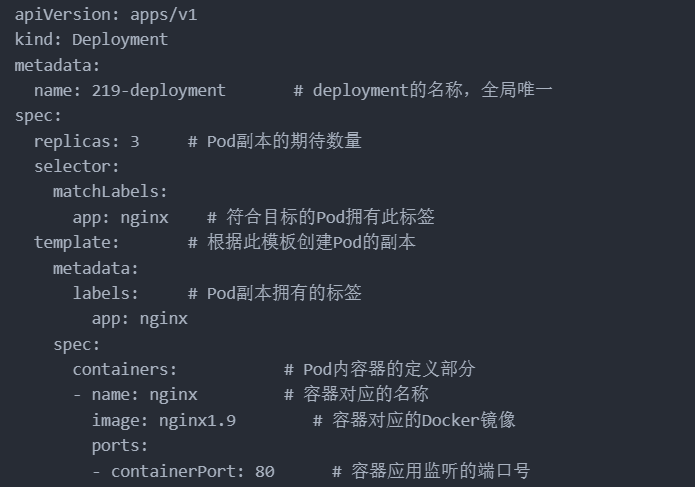 apiVersion: apps/v1
kind: Deployment
metadata:
  name: 219-deployment       # deployment的名称，全局唯一
spec:
  replicas: 3     # Pod副本的期待数量
  selector:
    matchLabels:
      app: nginx    # 符合目标的Pod拥有此标签
  template:       # 根据此模板创建Pod的副本
    metadata:
      labels:     # Pod副本拥有的标签
        app: nginx
    spec:
      containers:           # Pod内容器的定义部分
      - name: nginx         # 容器对应的名称
        image: nginx1.9        # 容器对应的Docker镜像
        ports:
        - containerPort: 80      # 容器应用监听的端口号